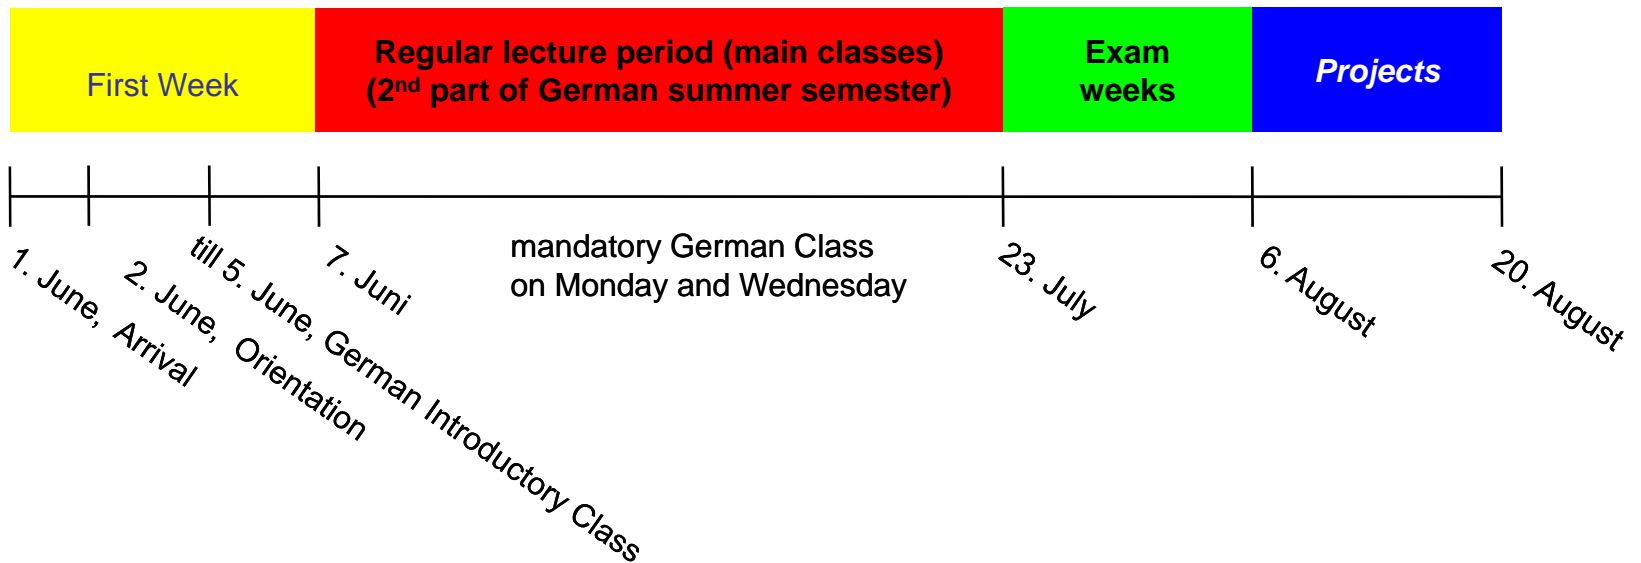 First Week
Regular lecture period (main classes)
(2nd part of German summer semester)
Exam
weeks
Projects
1. June, Arrival
2. June, Orientation
till 5. June, German Introductory Class
7. Juni
mandatory German Class
on Monday and Wednesday
23. July
6. August
20. August